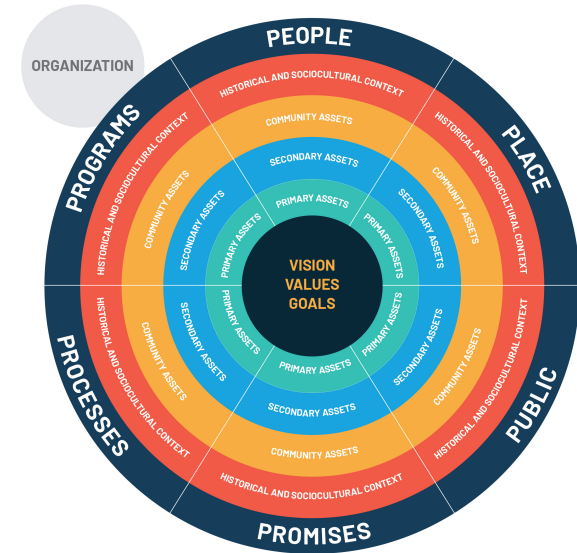 ORGANIZATION
PEOPLE
PLACE
PUBLIC
PROMISES
PROCESSES
PROGRAMS
HISTORICAL AND SOCIOCULTURAL CONTEXT
HISTORICAL AND SOCIOCULTURAL CONTEXT
HISTORICAL AND SOCIOCULTURAL CONTEXT
HISTORICAL AND SOCIOCULTURAL CONTEXT
HISTORICAL AND SOCIOCULTURAL CONTEXT
HISTORICAL AND SOCIOCULTURAL CONTEXT
COMMUNITY ASSETS
COMMUNITY ASSETS
COMMUNITY ASSETS
COMMUNITY ASSETS
COMMUNITY ASSETS
COMMUNITY ASSETS
SECONDARY ASSETS
SECONDARY ASSETS
SECONDARY ASSETS
SECONDARY ASSETS
SECONDARY ASSETS
SECONDARY ASSETS
PRIMARY ASSETS
PRIMARY ASSETS
PRIMARY ASSETS
PRIMARY ASSETS
PRIMARY ASSETS
PRIMARY ASSETS
VISION
VALUES
GOALS